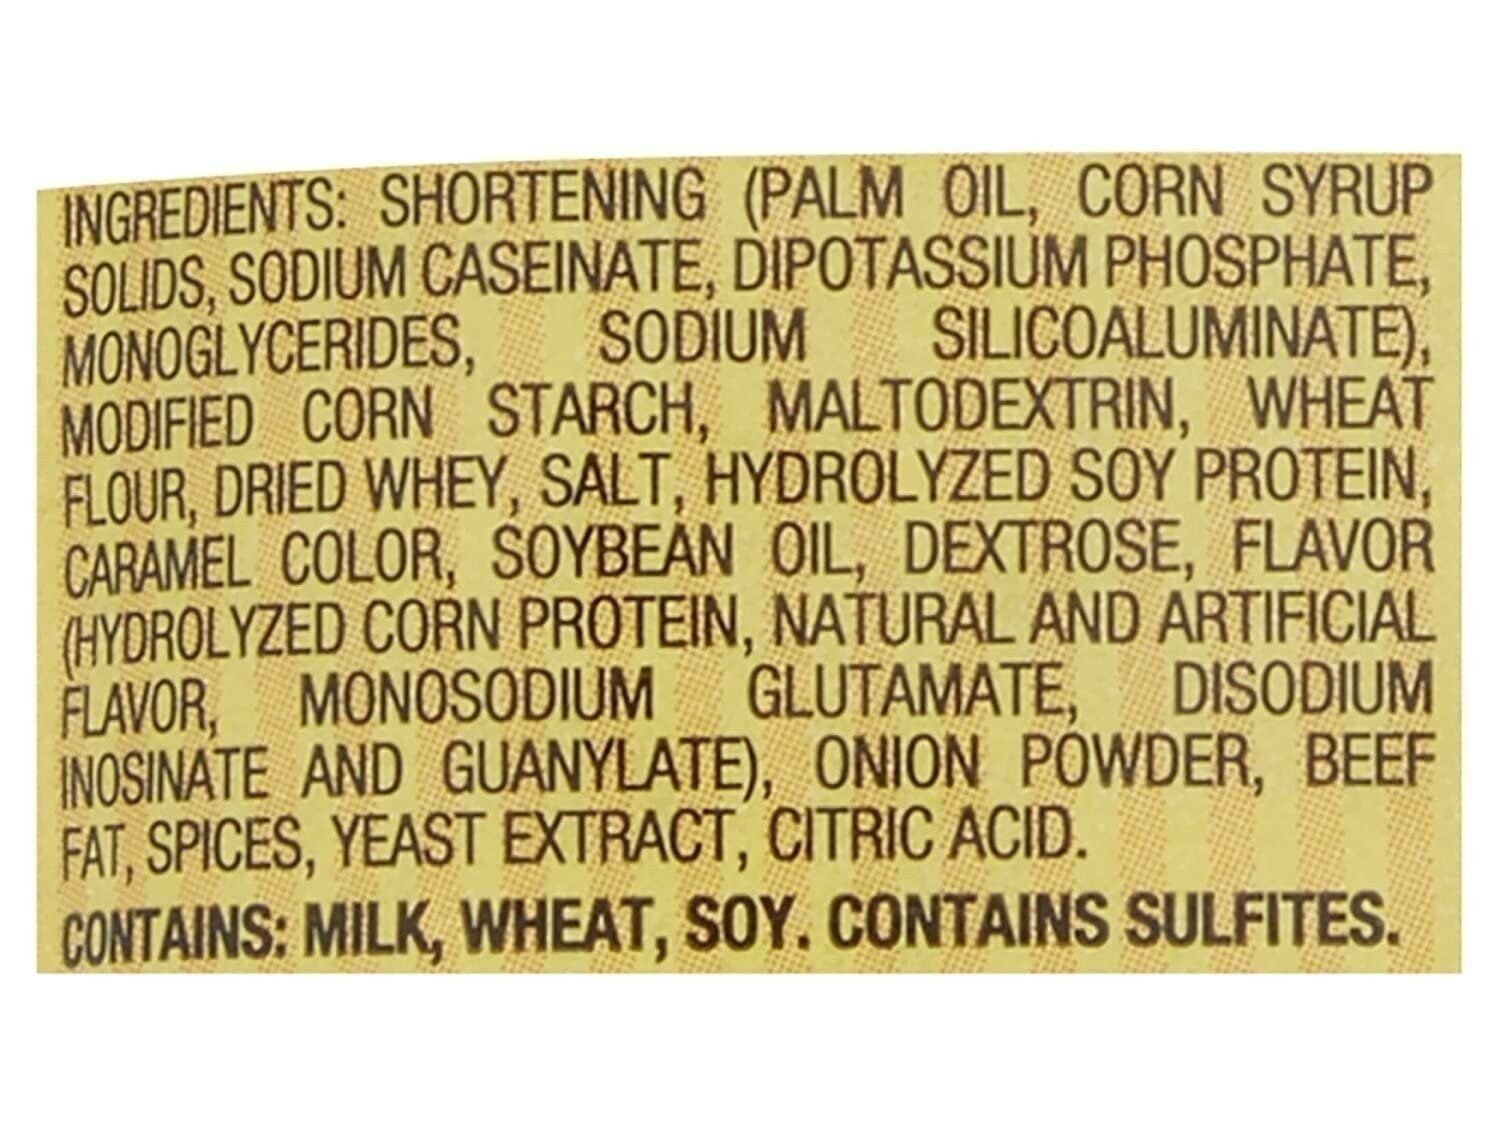 INGREDIENTS: SHORTENING (PALM OIL, CORN SYRUP
SOLIDS, SODIUM CASEINATE, DIPOTASSIUM PHOSPHATE,
MONOGLYCERIDES, SODIUM SILICOALUMINATE),
MODIFIED CORN STARCH, MALTODEXTRIN, WHEAT
FLOUR, DRIED WHEY, SALT, HYDROLYZED SOY PROTEIN,
CARAMEL COLOR, SOYBEAN OIL, DEXTROSE, FLAVOR
(HYDROLYZED CORN PROTEIN, NATURAL AND ARTIFICIAL
FLAVOR, MONOSODIUM GLUTAMATE, DISODIUM
INOSINATE AND GUANYLATE), ONION POWDER, BEEF
FAT, SPICES, YEAST EXTRACT, CITRIC ACID.
CONTAINS: MILK, WHEAT, SOY. CONTAINS SULFITES.